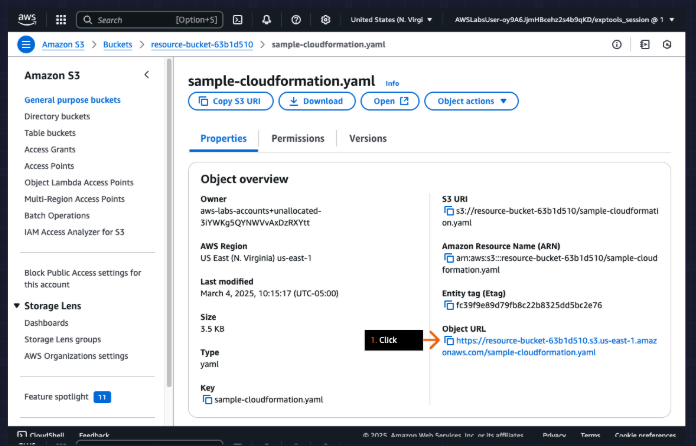 aws
Search
[Option+S]
United States (N. Virgi
AWSLabsUser-
Amazon S3 > Buckets > resource-bucket-63b1d510 > sample-cloudformation.yaml
Amazon S3
General purpose buckets
Directory buckets
Table buckets
Access Grants
Access Points
Object Lambda Access Points
Multi-Region Access Points
Batch Operations
IAM Access Analyzer for S3
Block Public Access settings for
this account
Storage Lens
Dashboards
Storage Lens groups
AWS Organizations settings
Feature spotlight 11
sample-cloudformation.yaml Info
Copy S3 URI
Download
Open
Object actions
Properties
Permissions
Versions
Object overview
Owner
aws-labs-accounts+unallocated-
3iYWKg5QYNWVvAxDzRXYtt
AWS Region
US East (N. Virginia) us-east-1
Last modified
March 4, 2025, 10:15:17 (UTC-05:00)
Size
3.5 KB
Type
yaml
Key
sample-cloudformation.yaml
S3 URI
s3://resource-bucket-63b1d510/sample-cloudformati
on.yaml
Amazon Resource Name (ARN)
arn:aws:s3:::resource-bucket-63b1d510/sample-cloud
formation.yaml
Entity tag (Etag)
fc39f9e89d79fb8c22b8325dd5bc2e76
Object URL
1. Click
https://resource-bucket-63b1d510.s3.us-east-1.amaz
onaws.com/sample-cloudformation.yaml
CloudShell
Feedback
© 2025, Amazon Web Services, Inc. or its affiliates.
Privacy
Terms
Cookie preferences